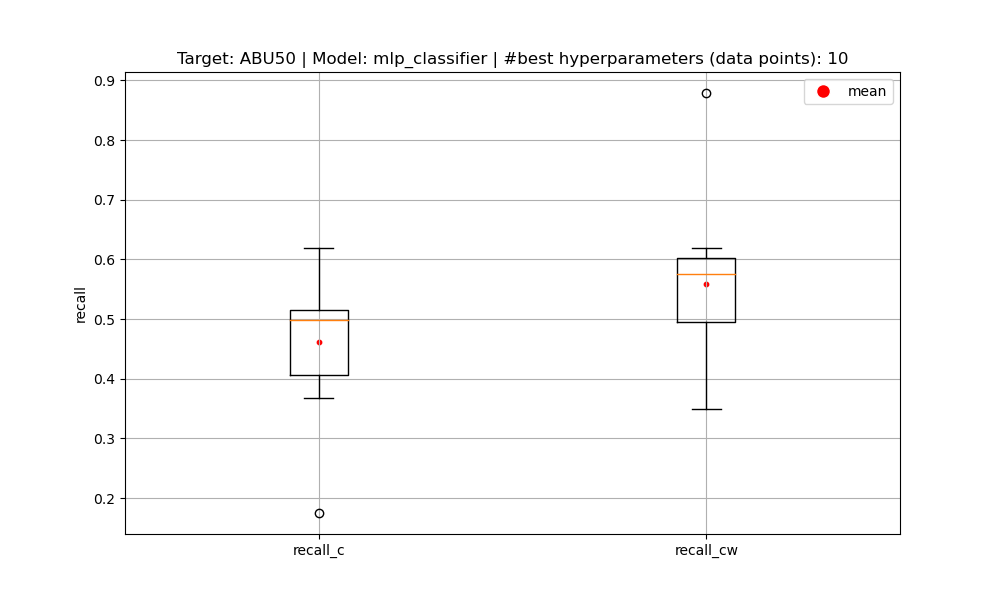 Target: ABU50 | Model: mlp_classifier | #best hyperparameters (data points): 10
mean
0.9
0.8
0.7
0.6
0.5
0.4
0.3
0.2
recall
recall_c
recall_cw